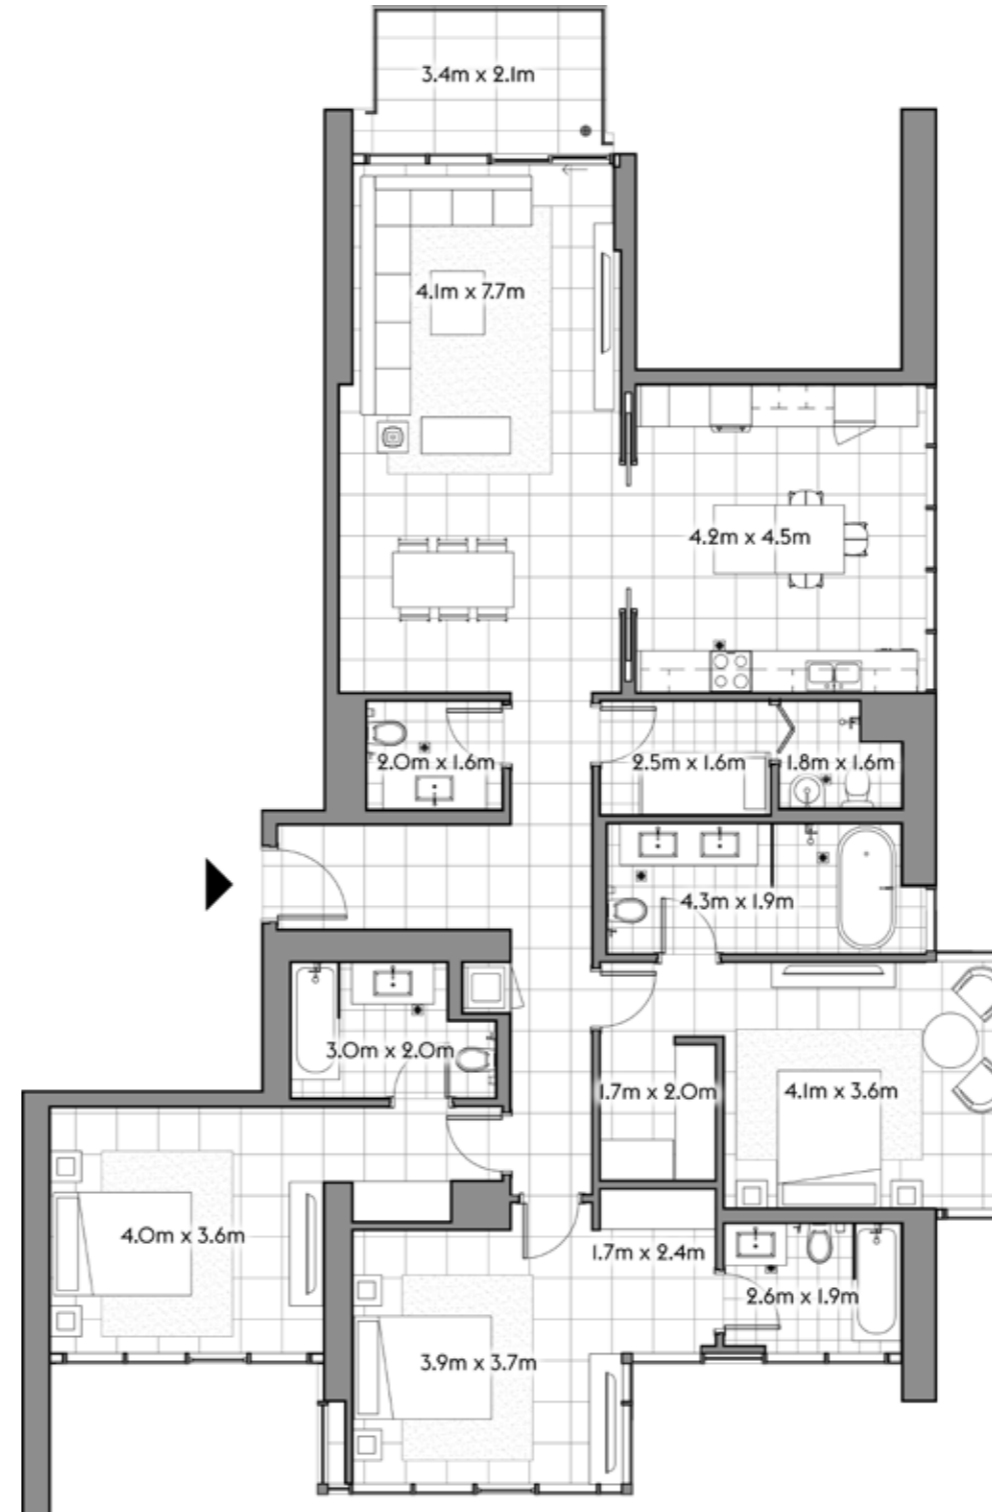 3.4m x 2.1m
4.1m x 7.7m
4.2m x 4.5m
2.0m x 1.6m
2.5m x 1.6m
1.8m x 1.6m
4.3m x 1.9m
3.0m x 2.0m
1.7m x 2.0m
4.1m x 3.6m
4.0m x 3.6m
1.7m x 2.4m
2.6m x 1.9m
3.9m x 3.7m